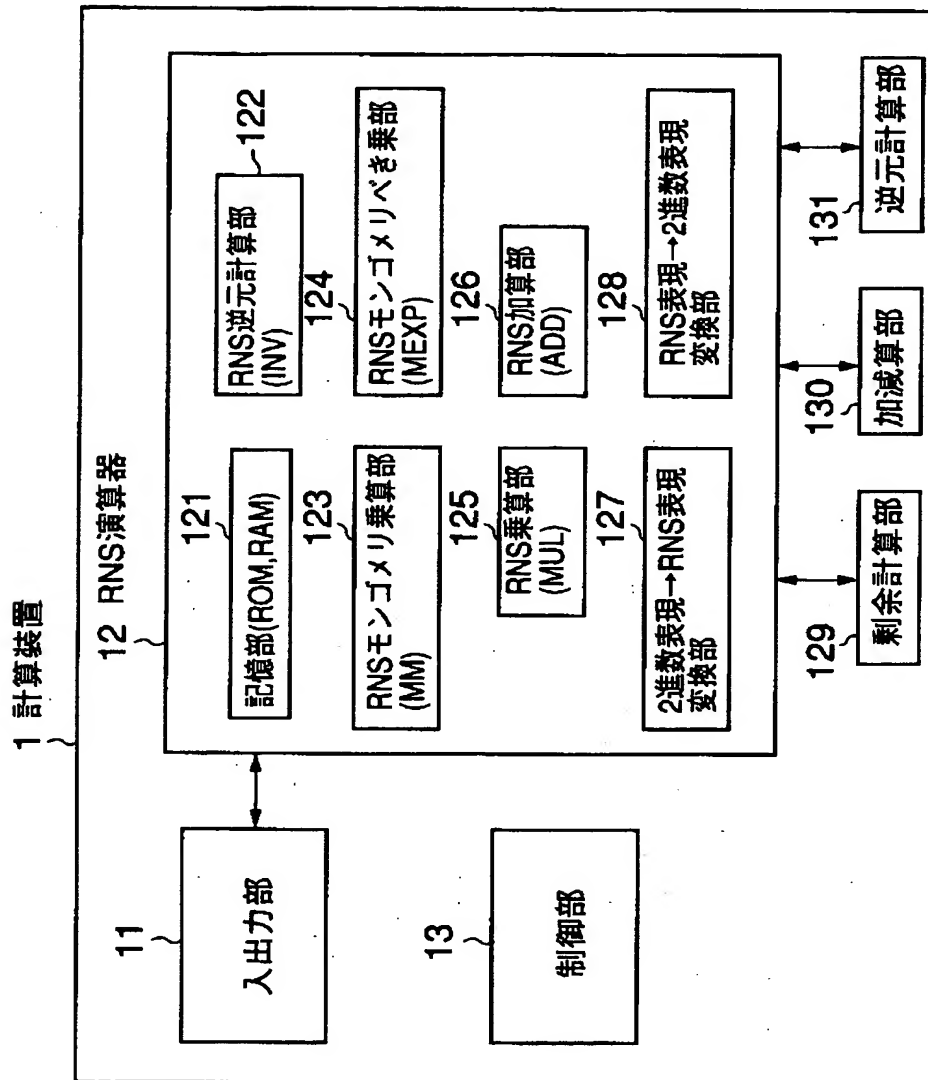 1 計算装置
12 RNS演算器
11
入出力部
13
制御部
121
記憶部(ROM,RAM)
122
RNS逆元計算部
(INV)
123
RNSモンゴメリ乗算部
(MM)
124
RNSモンゴメリべき乗部
(MEXP)
125
RNS乗算部
(MUL)
126
RNS加算部
(ADD)
127
2進数表現→RNS表現
変換部
128
RNS表現→2進数表現
変換部
129
剰余計算部
130
加減算部
131
逆元計算部